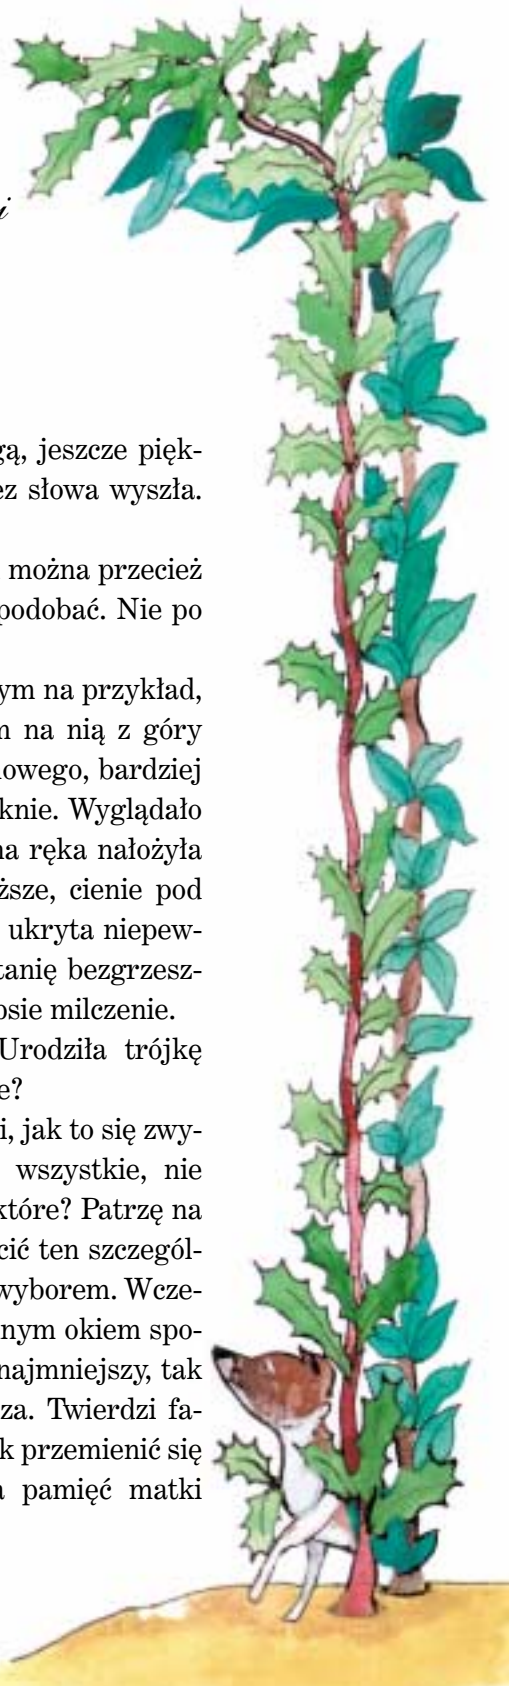 i
gą, jeszcze pięk-
ez słowa wyszła.
można przecież
podobać. Nie po
ym na przykład,
na nią z góry
owego, bardziej
knie. Wyglądało
na ręka nałożyła
ższe, cienie pod
ukryta niepew-
tanię bezgrzesz-
osie milczenie.
Urodziła trójkę
e?
i, jak to się zwy-
wszystkie, nie
które? Patrzę na
cić ten szczegól-
wyborem. Wcze-
nym okiem spo-
najmniejszy, tak
za. Twierdzi fa-
k przemienić się
a pamięć matki